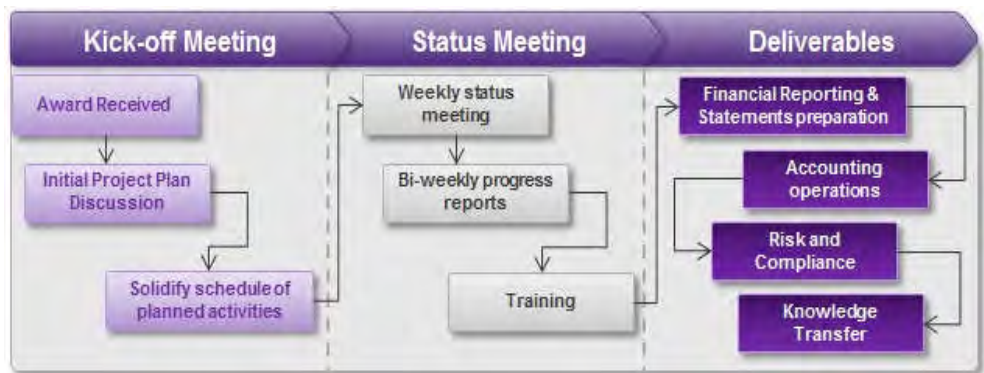 Kick-off Meeting
Status Meeting
Deliverables
Award Received
Initial Project Plan
Discussion
Solidify schedule of
planned activities
Weekly status
meeting
Bi-weekly progress
reports
Training
Financial Reporting &
Statements preparation
Accounting
operations
Risk and
Compliance
Knowledge
Transfer